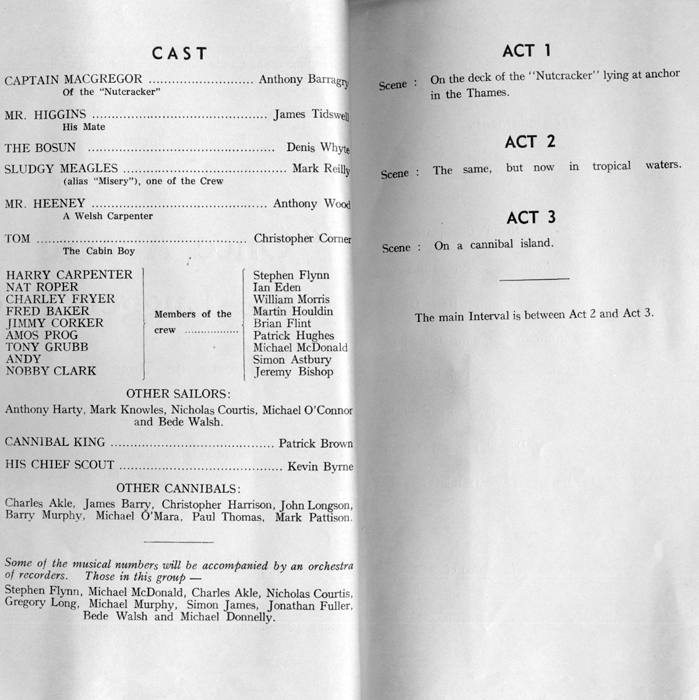 CAST
CAPTAIN MACGREGOR .......................... Anthony Barragry
Of the "Nutcracker"
MR. HIGGINS ............................................ James Tidswell
His Mate
THE BOSUN ............................................... Denis Whyte
SLUDGY MEAGLES ......................................... Mark Reilly
(alias "Misery"), one of the Crew
MR. HEENEY .............................................. Anthony Wood
A Welsh Carpenter
TOM ..................................................... Christopher Corner
The Cabin Boy
HARRY CARPENTER Stephen Flynn
NAT ROPER Ian Eden
CHARLEY FRYER William Morris
FRED BAKER Members of the Martin Houldin
JIMMY CORKER crew .................... Brian Flint
AMOS PROG Patrick Hughes
TONY GRUBB Michael McDonald
ANDY Simon Astbury
NOBBY CLARK Jeremy Bishop
OTHER SAILORS:
Anthony Harty, Mark Knowles, Nicholas Courtis, Michael O'Connor
and Bede Walsh.
CANNIBAL KING ........................................ Patrick Brown
HIS CHIEF SCOUT ........................................ Kevin Byrne
OTHER CANNIBALS:
Charles Akle, James Barry, Christopher Harrison, John Longson,
Barry Murphy, Michael O'Mara, Paul Thomas, Mark Pattison.
Some of the musical numbers will be accompanied by an orchestra
of recorders. Those in this group —
Stephen Flynn, Michael McDonald, Charles Akle, Nicholas Courtis,
Gregory Long, Michael Murphy, Simon James, Jonathan Fuller,
Bede Walsh and Michael Donnelly.
ACT 1
Scene : On the deck of the "Nutcracker" lying at anchor
in the Thames.
ACT 2
Scene : The same, but now in tropical waters.
ACT 3
Scene : On a cannibal island.
The main Interval is between Act 2 and Act 3.